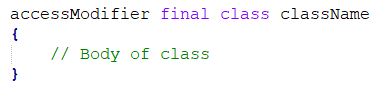 accessModifier final class className
{
// Body of class
}